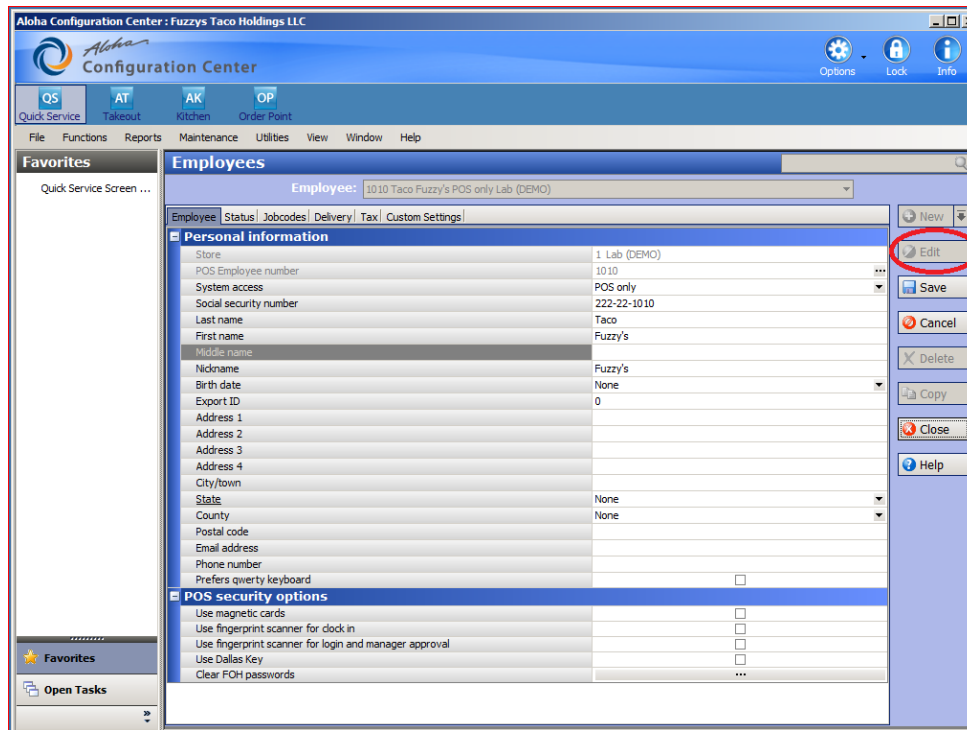 Aloha Configuration Center : Fuzzys Taco Holdings LLC
Aloha
Configuration Center
Options
Lock
Info
QS
Quick Service
AT
Takeout
AK
Kitchen
OP
Order Point
File Functions Reports Maintenance Utilities View Window Help
Favorites
Quick Service Screen ...
Employees
Employee: 1010 Taco Fuzzy's POS only Lab (DEMO)
Employee Status Jobcodes Delivery Tax Custom Settings
Personal information
Store 1 Lab (DEMO)
POS Employee number 1010 ...
System access POS only
Social security number 222-22-1010
Last name Taco
First name Fuzzy's
Middle name
Nickname Fuzzy's
Birth date None
Export ID 0
Address 1
Address 2
Address 3
Address 4
City/town
State None
County None
Postal code
Email address
Phone number
Prefers qwerty keyboard
POS security options
Use magnetic cards
Use fingerprint scanner for clock in
Use fingerprint scanner for login and manager approval
Use Dallas Key
Clear FOH passwords ...
New
Edit
Save
Cancel
Delete
Copy
Close
Help
Favorites
Open Tasks